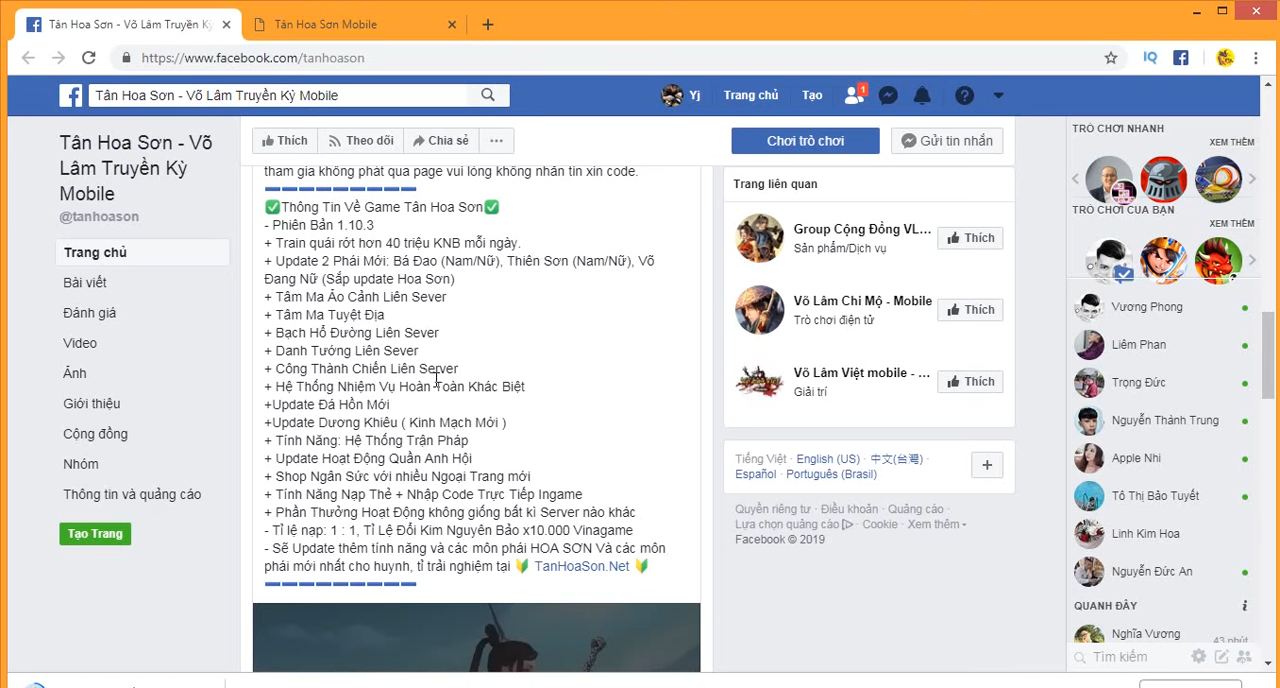 Tân Hoa Sơn - Võ Lâm Truyền Kỳ
Tân Hoa Sơn Mobile
https://www.facebook.com/tanhoason
IQ
Tân Hoa Sơn - Võ Lâm Truyền Kỳ Mobile
Yj
Trang chủ
Tạo
1
Tân Hoa Sơn - Võ
Lâm Truyền Kỳ
Mobile
@tanhoason
Trang chủ
Bài viết
Đánh giá
Video
Ảnh
Giới thiệu
Cộng đồng
Nhóm
Thông tin và quảng cáo
Tạo Trang
Thích
Theo dõi
Chia sẻ
Chơi trò chơi
Gửi tin nhắn
tham gia không phát qua page vui lòng không nhắn tin xin code.
✅Thông Tin Về Game Tân Hoa Sơn✅
- Phiên Bản 1.10.3
+ Train quái rớt hơn 40 triệu KNB mỗi ngày.
+ Update 2 Phái Mới: Bá Đao (Nam/Nữ), Thiên Sơn (Nam/Nữ), Võ
Đang Nữ (Sắp update Hoa Sơn)
+ Tâm Ma Ảo Cảnh Liên Sever
+ Tâm Ma Tuyệt Địa
+ Bạch Hổ Đường Liên Sever
+ Danh Tướng Liên Sever
+ Công Thành Chiến Liên Server
+ Hệ Thống Nhiệm Vụ Hoàn Toàn Khác Biệt
+Update Đá Hồn Mới
+Update Dương Khiêu ( Kinh Mạch Mới )
+ Tính Năng: Hệ Thống Trận Pháp
+ Update Hoạt Động Quần Anh Hội
+ Shop Ngân Sức với nhiều Ngoại Trang mới
+ Tính Năng Nạp Thẻ + Nhập Code Trực Tiếp Ingame
+ Phần Thưởng Hoạt Động không giống bất kì Server nào khác
- Tỉ lệ nạp: 1 : 1, Tỉ Lệ Đổi Kim Nguyên Bảo x10.000 Vinagame
- Sẽ Update thêm tính năng và các môn phái HOA SƠN Và các môn
phái mới nhất cho huynh, tỉ trải nghiệm tại 🔰 TanHoaSon.Net 🔰
Trang liên quan
Group Cộng Đồng VL...
Sản phẩm/Dịch vụ
Thích
Võ Lâm Chi Mộ - Mobile
Trò chơi điện tử
Thích
Võ Lâm Việt mobile - ...
Giải trí
Thích
Tiếng Việt · English (US) · 中文(台灣) ·
Español · Português (Brasil)
Quyền riêng tư · Điều khoản · Quảng cáo ·
Lựa chọn quảng cáo · Cookie · Xem thêm
Facebook © 2019
TRÒ CHƠI NHANH
XEM THÊM
TRÒ CHƠI CỦA BẠN
XEM THÊM
Vương Phong
Liêm Phan
Trọng Đức
Nguyễn Thành Trung
Apple Nhi
Tô Thị Bảo Tuyết
Linh Kim Hoa
Nguyễn Đức An
QUANH ĐÂY
Nghĩa Vương
43 phút
Tìm kiếm